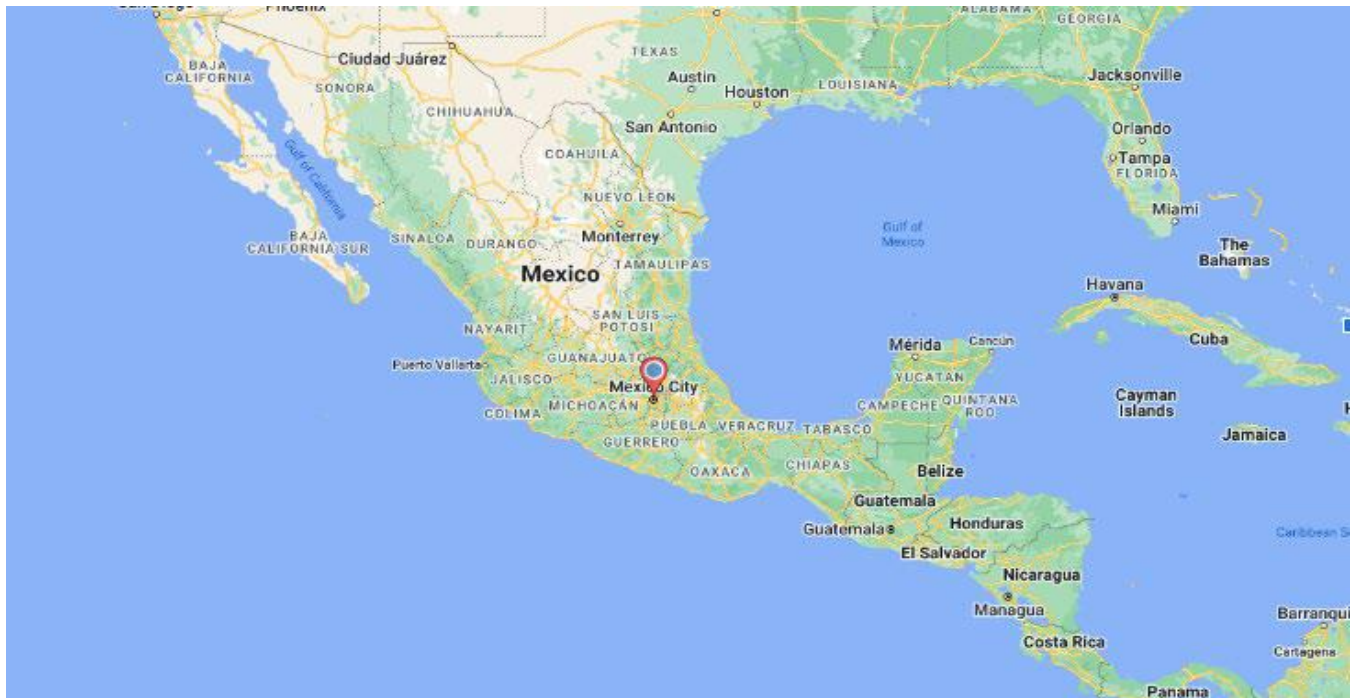 Phoenix
ALABAMA
GEORGIA
Ciudad Juárez
TEXAS
BAJA
CALIFORNIA
SONORA
Austin
Jacksonville
Houston
LOUISIANA
CHIHUAHUA
San Antonio
Orlando
COAHUILA
Tampa
FLORIDA
Gulf of California
NUEVO LEON
Miami
Monterrey
Gulf of
Mexico
BAJA
CALIFORNIA SUR
SINALOA
DURANGO
The
Bahamas
TAMAULIPAS
Mexico
Havana
SAN LUIS
POTOSI
NAYARIT
Cuba
Mérida
Cancún
GUANAJUATO
Puerto Vallarta
JALISCO
YUCATAN
Mexico City
Cayman
Islands
MICHOACÁN
COLIMA
CAMPECHE
QUINTANA
ROO
PUEBLA
VERACRUZ
TABASCO
Jamaica
GUERRERO
OAXACA
CHIAPAS
Belize
Guatemala
Guatemala
Honduras
El Salvador
Caribbean S
Nicaragua
Managua
Barranqui
Costa Rica
Cartagena
Panama